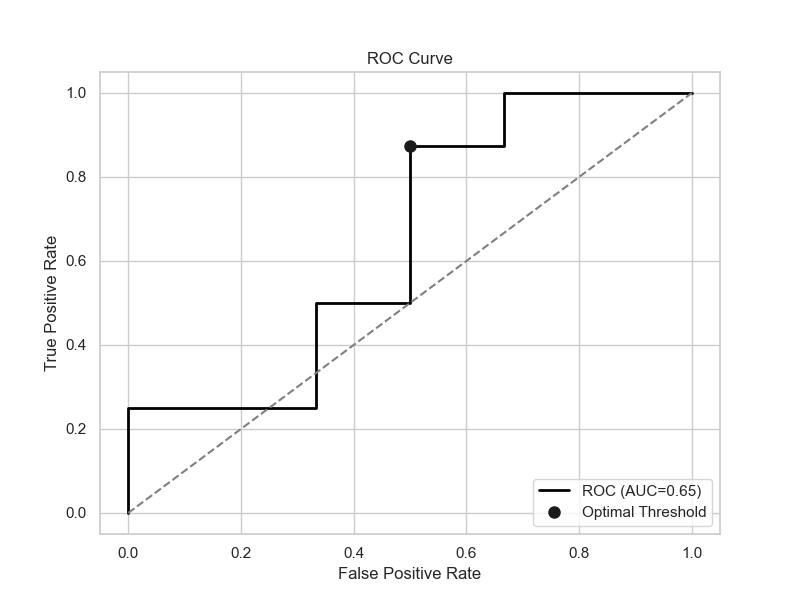 ROC Curve
True Positive Rate
1.0
0.8
0.6
0.4
0.2
0.0
0.0 0.2 0.4 0.6 0.8 1.0
False Positive Rate
ROC (AUC=0.65)
Optimal Threshold